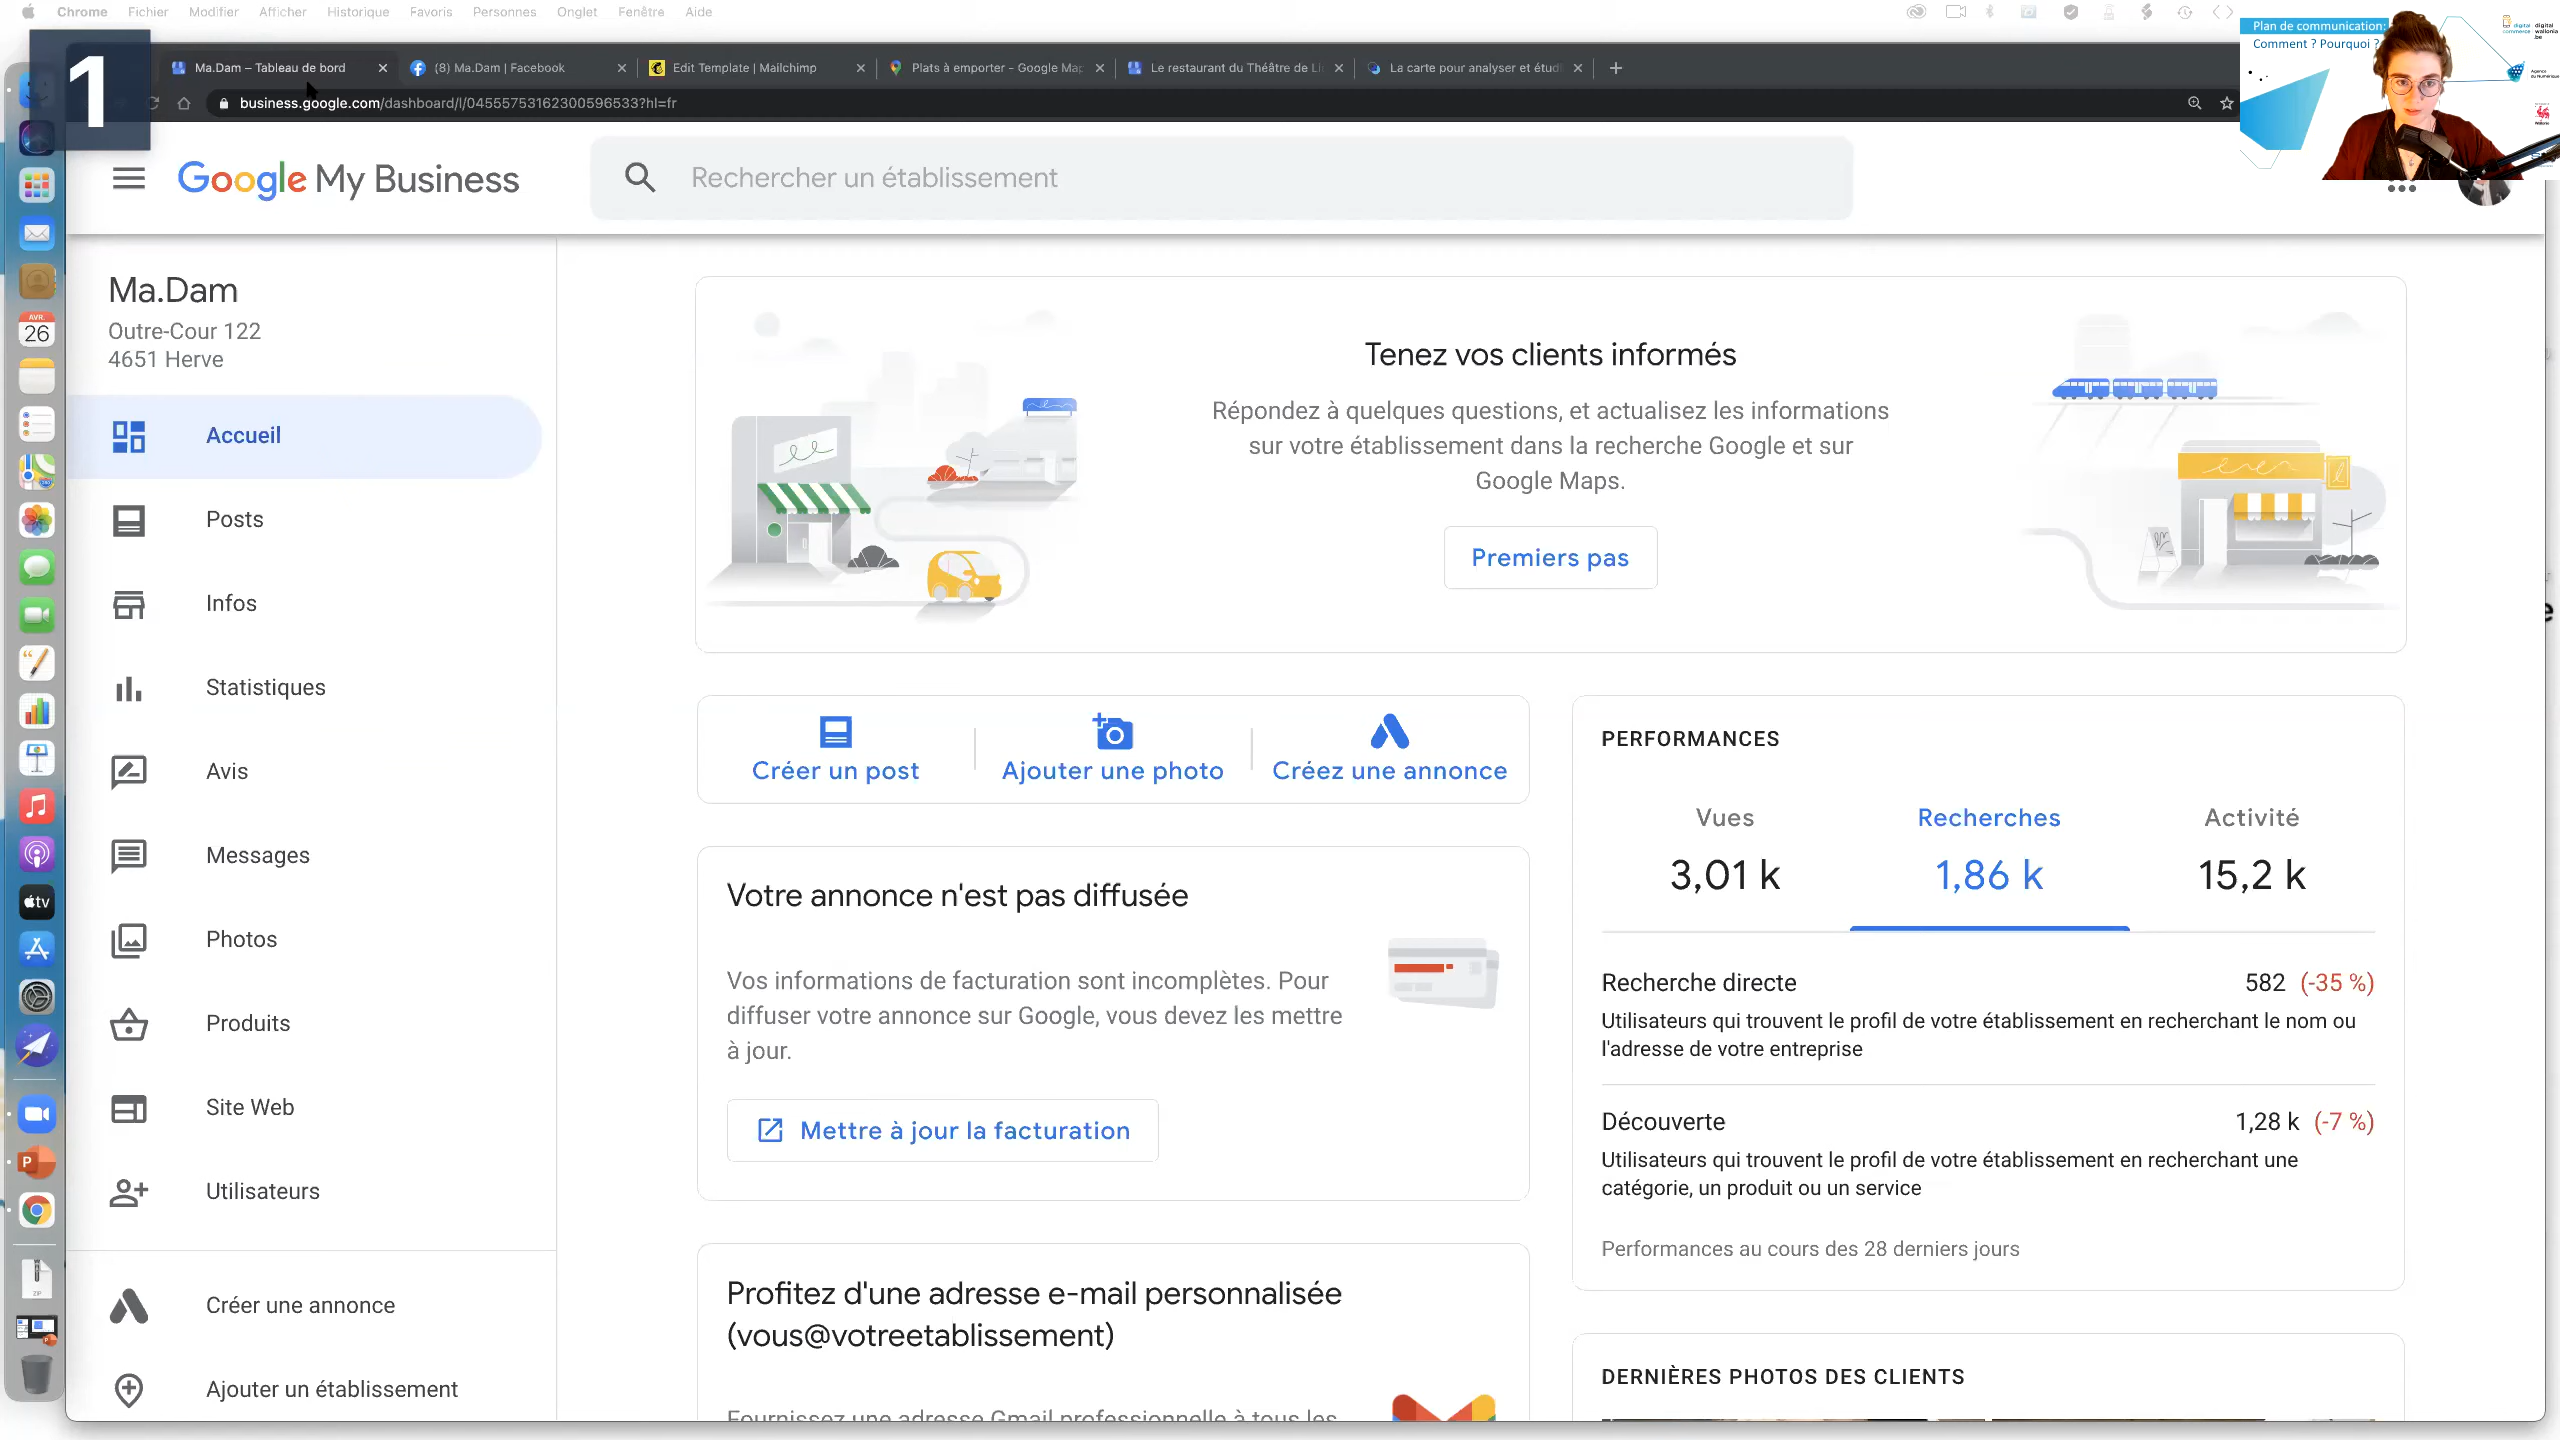 Chrome Fichier Modifier Afficher Historique Favoris Personnes Onglet Fenêtre Aide
1
Ma.Dam – Tableau de bord
(8) Ma.Dam | Facebook
Edit Template | Mailchimp
Plats à emporter - Google Map
Le restaurant du Théâtre de Li
La carte pour analyser et étud
business.google.com/dashboard/l/04555753162300596533?hl=fr
Plan de communication:
Comment ? Pourquoi ?
Google My Business
Rechercher un établissement
Ma.Dam
Outre-Cour 122
4651 Herve
Accueil
Posts
Infos
Statistiques
Avis
Messages
Photos
Produits
Site Web
Utilisateurs
Créer une annonce
Ajouter un établissement
AVR.
26
tv
P
ZIP
Tenez vos clients informés
Répondez à quelques questions, et actualisez les informations
sur votre établissement dans la recherche Google et sur
Google Maps.
Premiers pas
Créer un post
Ajouter une photo
Créez une annonce
Votre annonce n'est pas diffusée
Vos informations de facturation sont incomplètes. Pour
diffuser votre annonce sur Google, vous devez les mettre
à jour.
Mettre à jour la facturation
Profitez d'une adresse e-mail personnalisée
(vous@votreetablissement)
Fournissez une adresse Gmail professionnelle à tous les
PERFORMANCES
Vues Recherches Activité
3,01 k 1,86 k 15,2 k
Recherche directe 582 (-35 %)
Utilisateurs qui trouvent le profil de votre établissement en recherchant le nom ou
l'adresse de votre entreprise
Découverte 1,28 k (-7 %)
Utilisateurs qui trouvent le profil de votre établissement en recherchant une
catégorie, un produit ou un service
Performances au cours des 28 derniers jours
DERNIÈRES PHOTOS DES CLIENTS